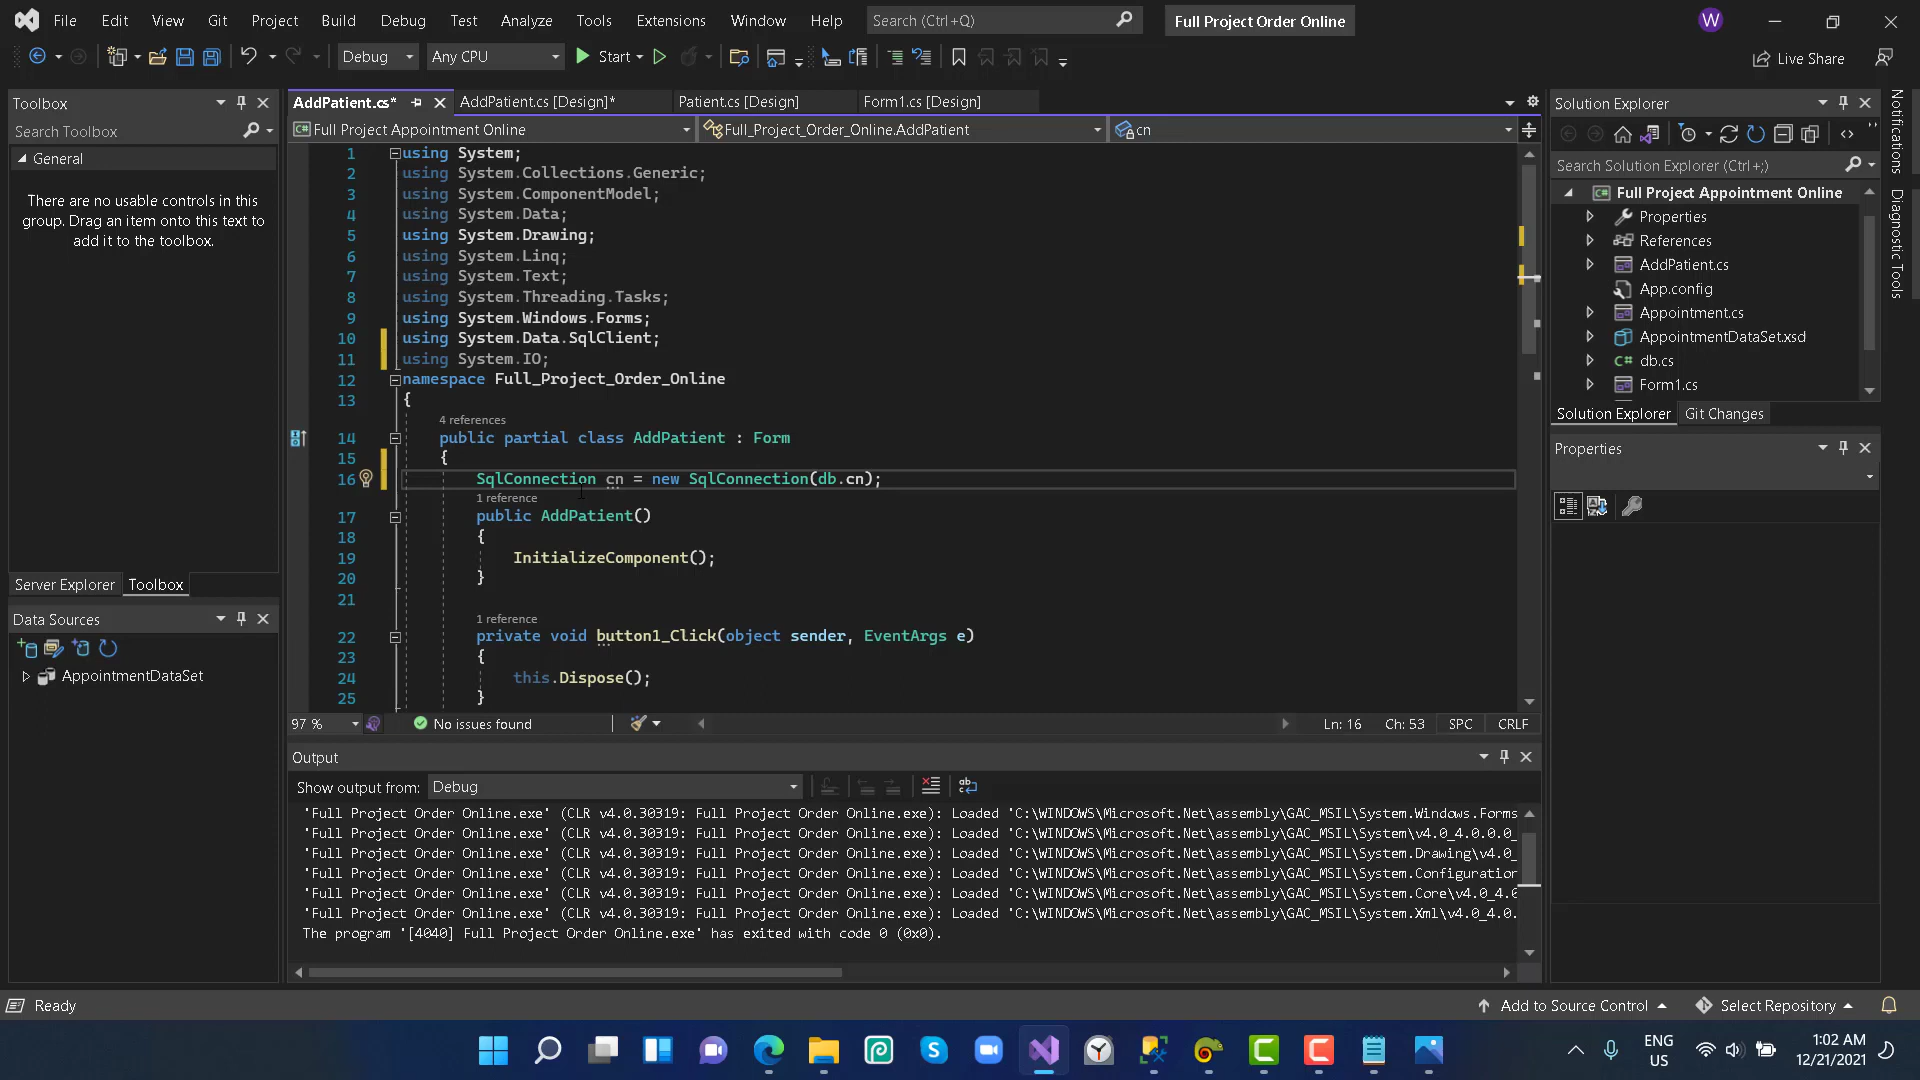 File Edit View Git Project Build Debug Test Analyze Tools Extensions Window Help Search (Ctrl+Q) Full Project Order Online W
Debug Any CPU Start Live Share
Toolbox
Search Toolbox
General
There are no usable controls in this
group. Drag an item onto this text to
add it to the toolbox.
Server Explorer Toolbox
Data Sources
AppointmentDataSet
AddPatient.cs* AddPatient.cs [Design]* Patient.cs [Design] Form1.cs [Design]
Full Project Appointment Online Full_Project_Order_Online.AddPatient cn
1 using System;
2 using System.Collections.Generic;
3 using System.ComponentModel;
4 using System.Data;
5 using System.Drawing;
6 using System.Linq;
7 using System.Text;
8 using System.Threading.Tasks;
9 using System.Windows.Forms;
10 using System.Data.SqlClient;
11 using System.IO;
12 namespace Full_Project_Order_Online
13 {
4 references
14 public partial class AddPatient : Form
15 {
16 SqlConnection cn = new SqlConnection(db.cn);
1 reference
17 public AddPatient()
18 {
19 InitializeComponent();
20 }
21
1 reference
22 private void button1_Click(object sender, EventArgs e)
23 {
24 this.Dispose();
25 }
97 % No issues found Ln: 16 Ch: 53 SPC CRLF
Output
Show output from: Debug
'Full Project Order Online.exe' (CLR v4.0.30319: Full Project Order Online.exe): Loaded 'C:\WINDOWS\Microsoft.Net\assembly\GAC_MSIL\System.Windows.Forms
'Full Project Order Online.exe' (CLR v4.0.30319: Full Project Order Online.exe): Loaded 'C:\WINDOWS\Microsoft.Net\assembly\GAC_MSIL\System\v4.0_4.0.0.0_
'Full Project Order Online.exe' (CLR v4.0.30319: Full Project Order Online.exe): Loaded 'C:\WINDOWS\Microsoft.Net\assembly\GAC_MSIL\System.Drawing\v4.0_
'Full Project Order Online.exe' (CLR v4.0.30319: Full Project Order Online.exe): Loaded 'C:\WINDOWS\Microsoft.Net\assembly\GAC_MSIL\System.Configuration
'Full Project Order Online.exe' (CLR v4.0.30319: Full Project Order Online.exe): Loaded 'C:\WINDOWS\Microsoft.Net\assembly\GAC_MSIL\System.Core\v4.0_4.0
'Full Project Order Online.exe' (CLR v4.0.30319: Full Project Order Online.exe): Loaded 'C:\WINDOWS\Microsoft.Net\assembly\GAC_MSIL\System.Xml\v4.0_4.0.
The program '[4040] Full Project Order Online.exe' has exited with code 0 (0x0).
Solution Explorer
Search Solution Explorer (Ctrl+;)
Full Project Appointment Online
Properties
References
AddPatient.cs
App.config
Appointment.cs
AppointmentDataSet.xsd
C# db.cs
Form1.cs
Solution Explorer Git Changes
Properties
Notifications
Diagnostic Tools
Ready Add to Source Control Select Repository
ENG
US
1:02 AM
12/21/2021